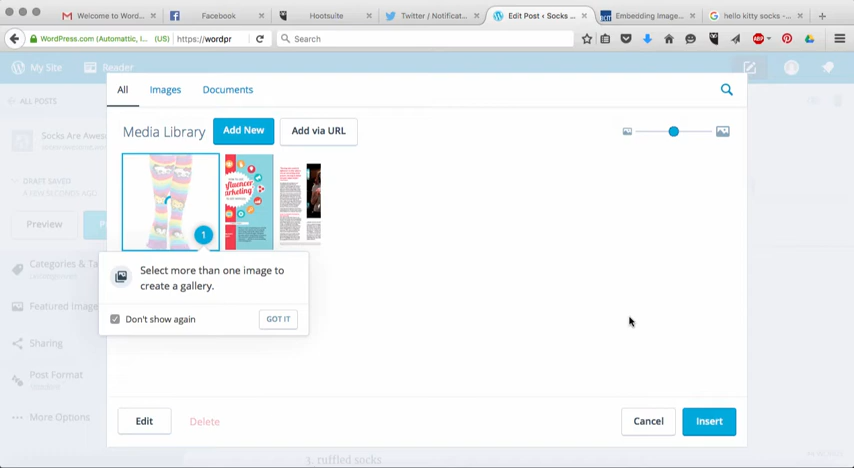 Welcome to Word...
Facebook
Hootsuite
Twitter / Notificat...
Edit Post ‹ Socks ...
Embedding Image...
hello kitty socks -...
WordPress.com (Automattic, I... (US)
https://wordpr
Search
ABP
My Site
Reader
ALL POSTS
Socks Are Awes
DRAFT SAVED
Preview
P
Categories & Ta
Featured Image
Sharing
Post Format
More Options
All
Images
Documents
Media Library
Add New
Add via URL
influencer
marketing
1
Select more than one image to
create a gallery.
Don't show again
GOT IT
Edit
Delete
Cancel
Insert
3. ruffled socks